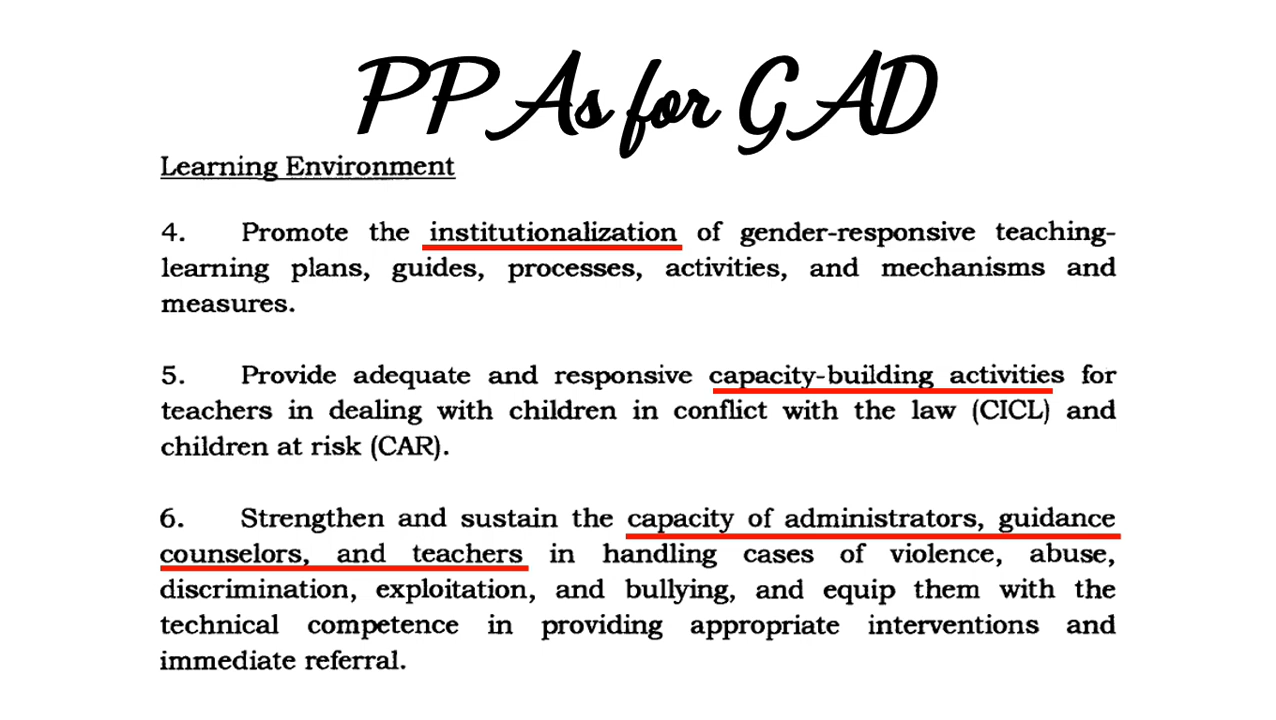 PPAs for GAD
Learning Environment
4. Promote the institutionalization of gender-responsive teaching-
learning plans, guides, processes, activities, and mechanisms and
measures.
5. Provide adequate and responsive capacity-building activities for
teachers in dealing with children in conflict with the law (CICL) and
children at risk (CAR).
6. Strengthen and sustain the capacity of administrators, guidance
counselors, and teachers in handling cases of violence, abuse,
discrimination, exploitation, and bullying, and equip them with the
technical competence in providing appropriate interventions and
immediate referral.